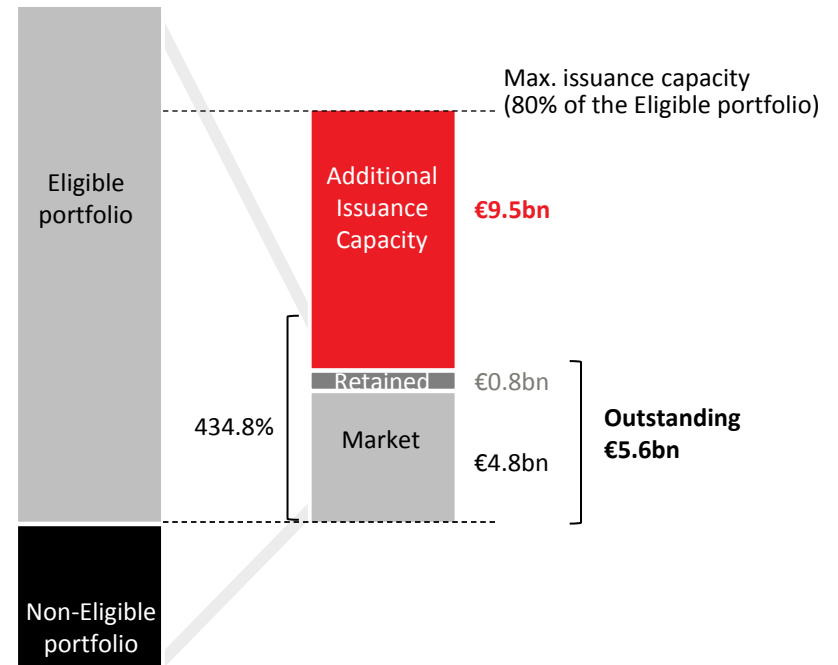 Max. issuance capacity
(80% of the Eligible portfolio)
Eligible
portfolio
Additional
Issuance
Capacity
€9.5bn
Retained
€0.8bn
434.8%
Market
€4.8bn
Outstanding
€5.6bn
Non-Eligible
portfolio